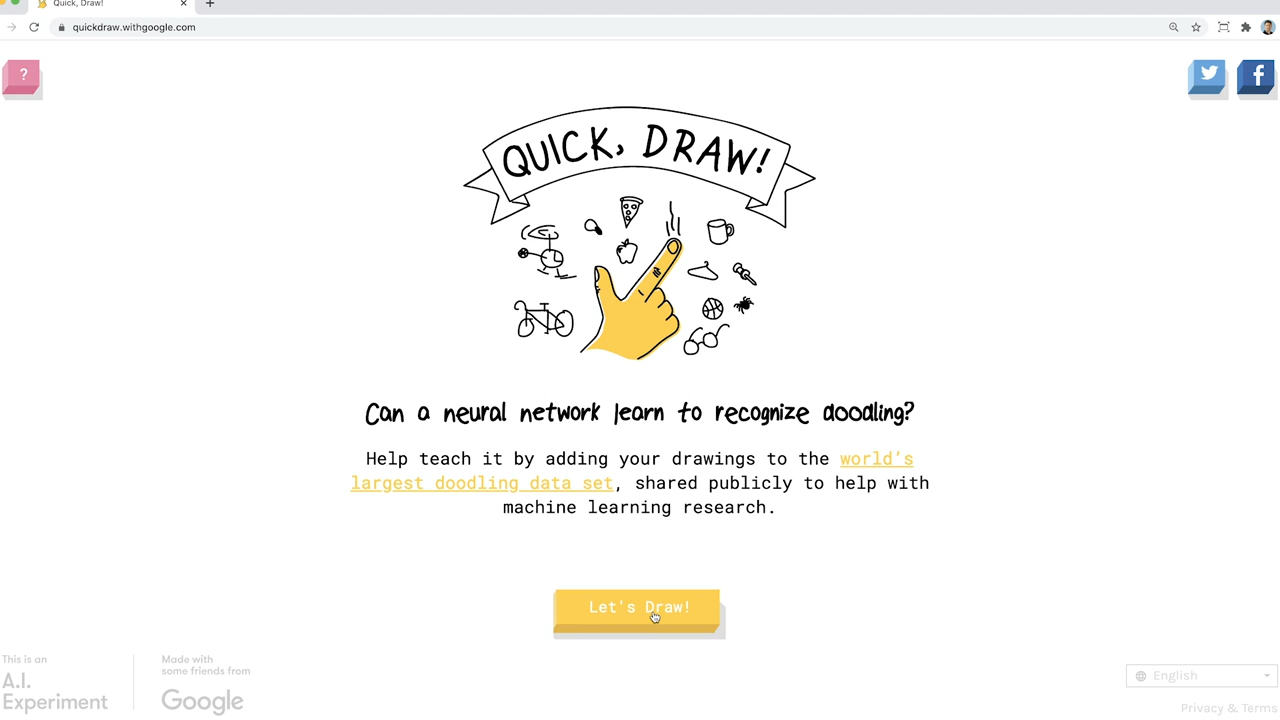 Quick, Draw!
quickdraw.withgoogle.com
?
QUICK, DRAW!
Can a neural network learn to recognize doodling?
Help teach it by adding your drawings to the world's
largest doodling data set, shared publicly to help with
machine learning research.
Let's Draw!
This is an
A.I.
Experiment
Made with
some friends from
Google
English
Privacy & Terms